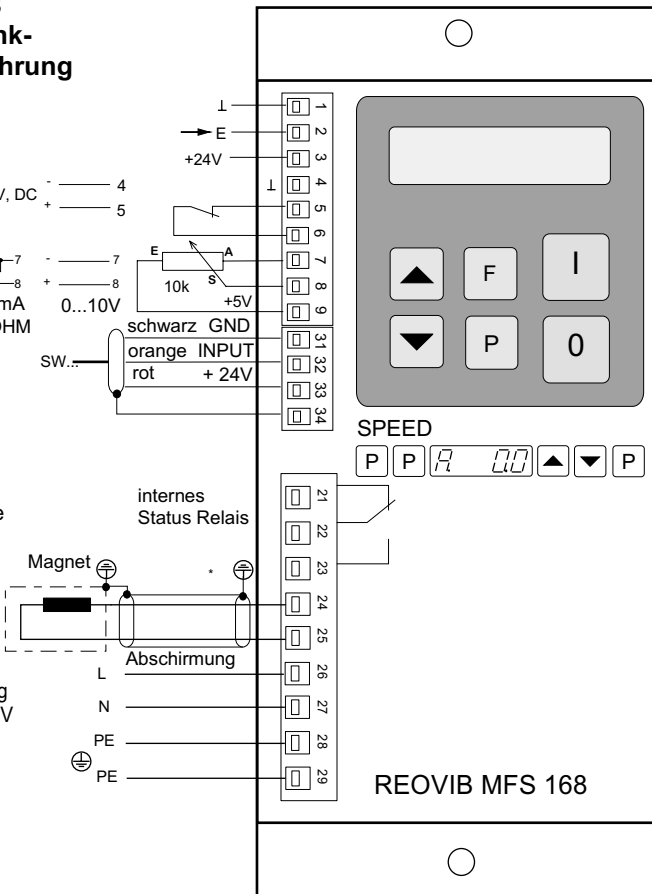 nk-
hrung
⊥ 1
E 2
+24V 3
⊥ 4
V, DC - 4
+ 5
5
6
E A 7
10k S 8
+5V 9
7 - 7
8 + 8
mA 0...10V
OHM
schwarz GND 31
SW... orange INPUT 32
rot + 24V 33
34
F I
P 0
SPEED
P P A 0.0 P
internes
Status Relais
21
22
23
e
Magnet *
24
25
Abschirmung
L 26
g
V
N 27
PE 28
PE 29
REOVIB MFS 168